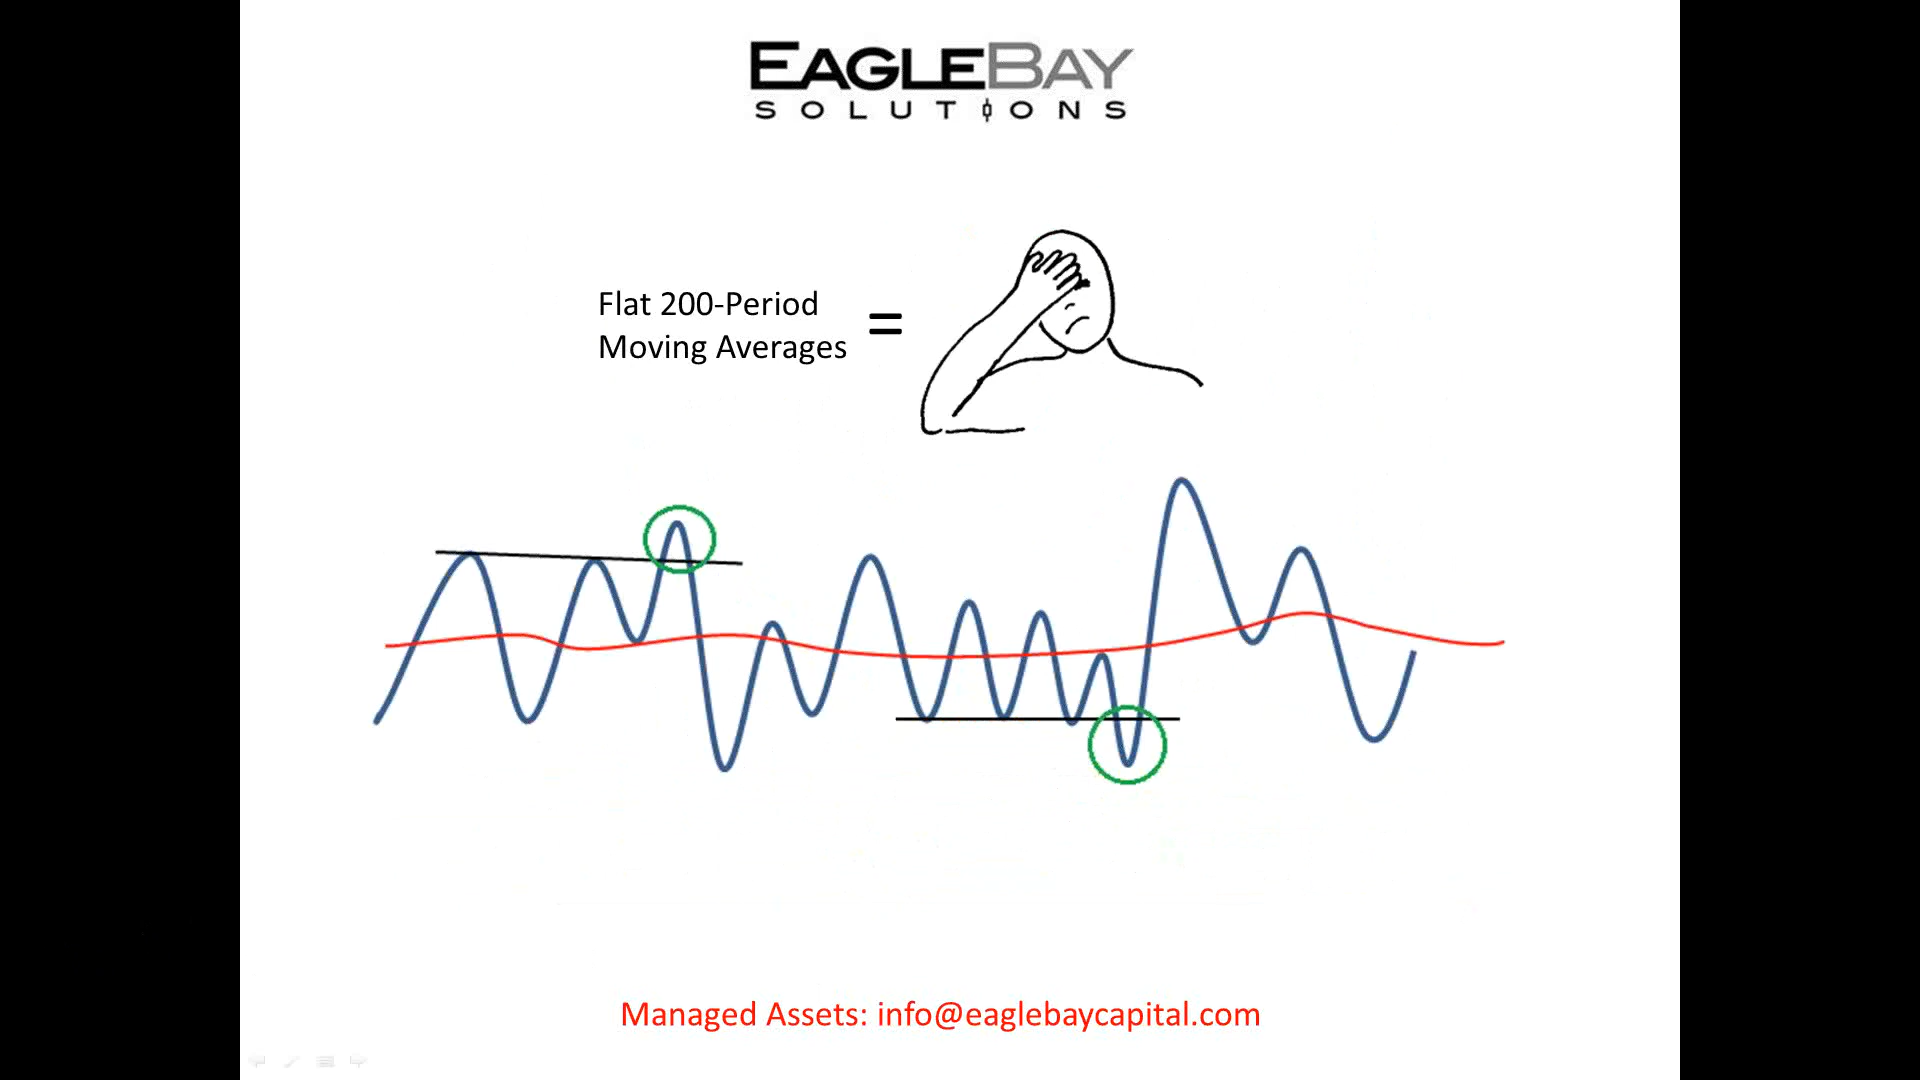 EAGLEBAY
SOLUTIONS
Flat 200-Period
Moving Averages
=
Managed Assets: info@eaglebaycapital.com